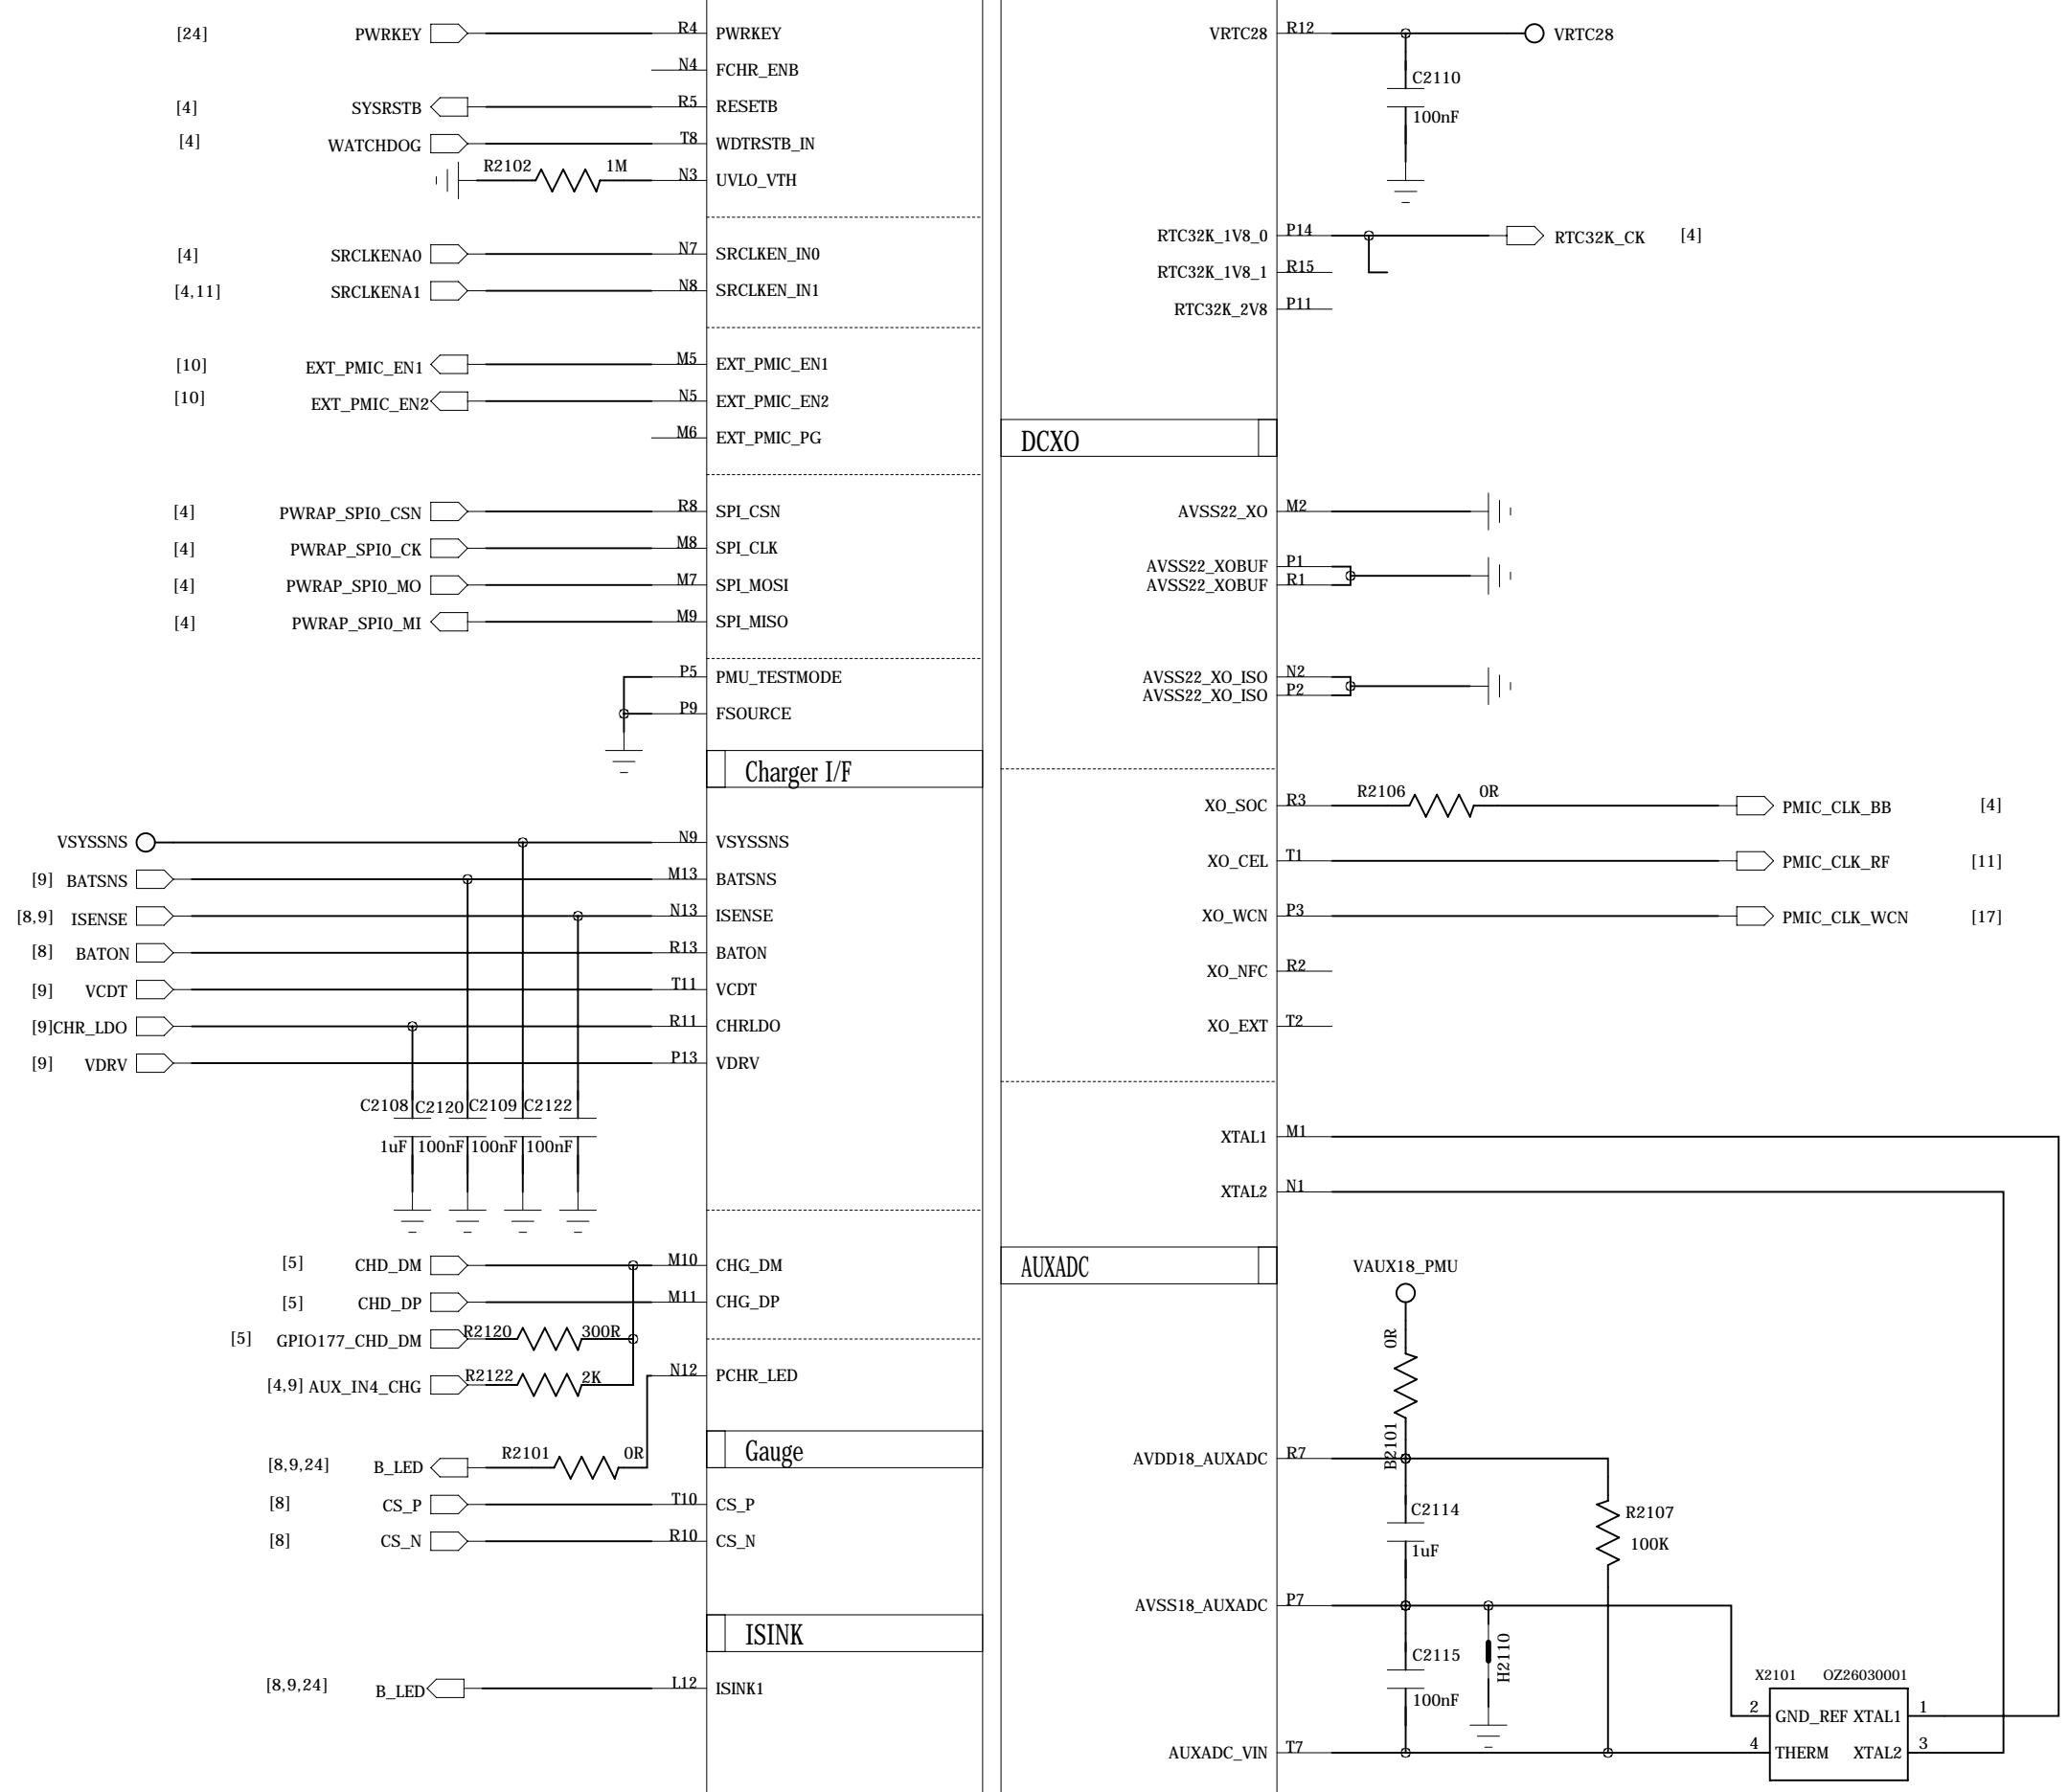 [24] PWRKEY R4 PWRKEY
N4 FCHR_ENB
[4] SYSRSTB R5 RESETB
[4] WATCHDOG T8 WDTRSTB_IN
R2102 1M N3 UVLO_VTH
[4] SRCLKENA0 N7 SRCLKEN_IN0
[4,11] SRCLKENA1 N8 SRCLKEN_IN1
[10] EXT_PMIC_EN1 M5 EXT_PMIC_EN1
[10] EXT_PMIC_EN2 N5 EXT_PMIC_EN2
M6 EXT_PMIC_PG
[4] PWRAP_SPI0_CSN R8 SPI_CSN
[4] PWRAP_SPI0_CK M8 SPI_CLK
[4] PWRAP_SPI0_MO M7 SPI_MOSI
[4] PWRAP_SPI0_MI M9 SPI_MISO
P5 PMU_TESTMODE
P9 FSOURCE
Charger I/F
VSYSSNS N9 VSYSSNS
[9] BATSNS M13 BATSNS
[8,9] ISENSE N13 ISENSE
[8] BATON R13 BATON
[9] VCDT T11 VCDT
[9]CHR_LDO R11 CHRLDO
[9] VDRV P13 VDRV
C2108 C2120 C2109 C2122
1uF 100nF 100nF 100nF
[5] CHD_DM M10 CHG_DM
[5] CHD_DP M11 CHG_DP
[5] GPIO177_CHD_DM R2120 300R
[4,9] AUX_IN4_CHG R2122 2K N12 PCHR_LED
Gauge
[8,9,24] B_LED R2101 0R
[8] CS_P T10 CS_P
[8] CS_N R10 CS_N
ISINK
[8,9,24] B_LED L12 ISINK1
VRTC28 R12 VRTC28
C2110
100nF
RTC32K_1V8_0 P14 RTC32K_CK [4]
RTC32K_1V8_1 R15
RTC32K_2V8 P11
DCXO
AVSS22_XO M2
AVSS22_XOBUF P1
AVSS22_XOBUF R1
AVSS22_XO_ISO N2
AVSS22_XO_ISO P2
XO_SOC R3 R2106 0R PMIC_CLK_BB [4]
XO_CEL T1 PMIC_CLK_RF [11]
XO_WCN P3 PMIC_CLK_WCN [17]
XO_NFC R2
XO_EXT T2
XTAL1 M1
XTAL2 N1
AUXADC
VAUX18_PMU
0R
B2101
AVDD18_AUXADC R7
C2114
1uF
R2107
100K
AVSS18_AUXADC P7
C2115
100nF
H2110
X2101 OZ26030001
2 GND_REF XTAL1 1
4 THERM XTAL2 3
AUXADC_VIN T7